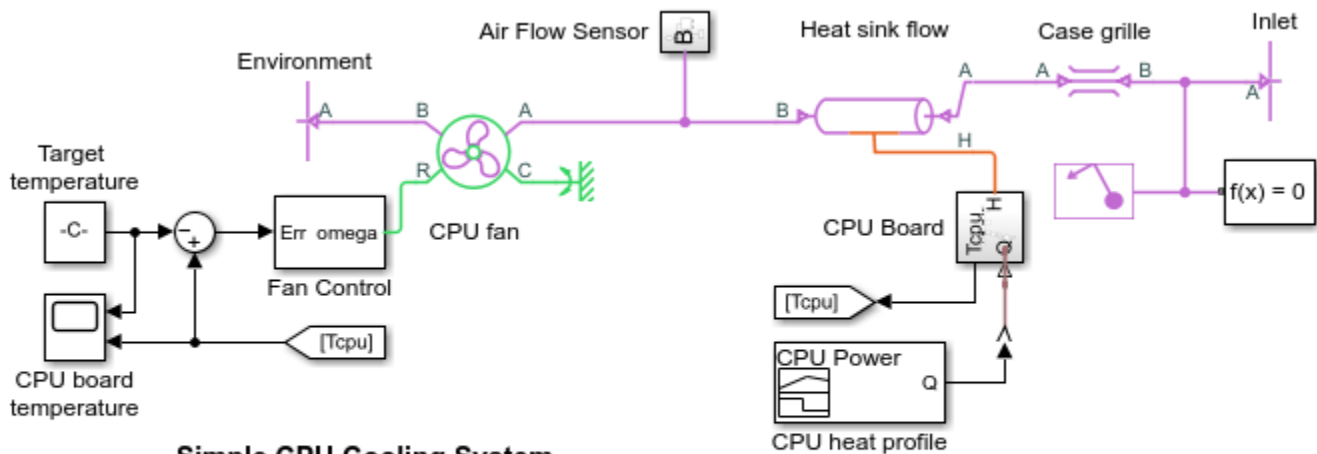 Air Flow Sensor
B
Heat sink flow
Case grille
Inlet
Environment
A
B
A
B
A
A
B
A
R
C
H
Target
temperature
-C-
Err omega
CPU fan
Fan Control
[Tcpu]
CPU board
temperature
CPU Board
Tcpu
H
Q
f(x) = 0
[Tcpu]
CPU Power
Q
CPU heat profile
Simple CPU Cooling System